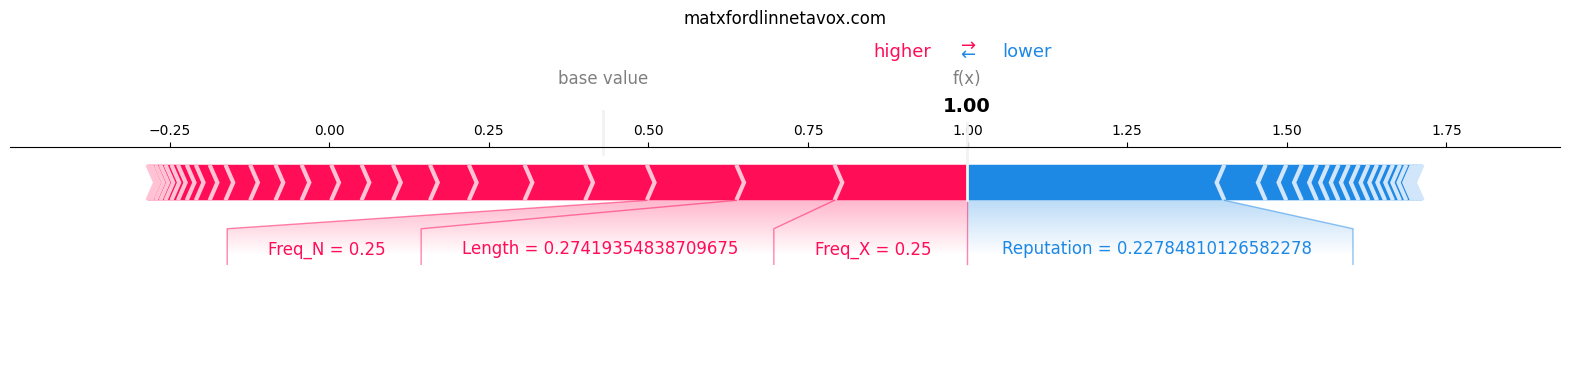 matxfordlinnetavox.com
higher → ← lower
base value f(x)
1.00
−0.25 0.00 0.25 0.50 0.75 1.00 1.25 1.50 1.75
Freq_N = 0.25 Length = 0.27419354838709675 Freq_X = 0.25 Reputation = 0.22784810126582278